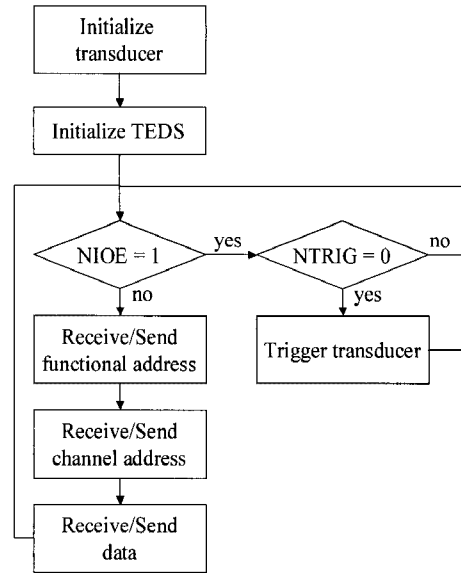 Initialize
transducer
Initialize TEDS
NIOE = 1
yes
NTRIG = 0
no
no
yes
Receive/Send
functional address
Trigger transducer
Receive/Send
channel address
Receive/Send
data